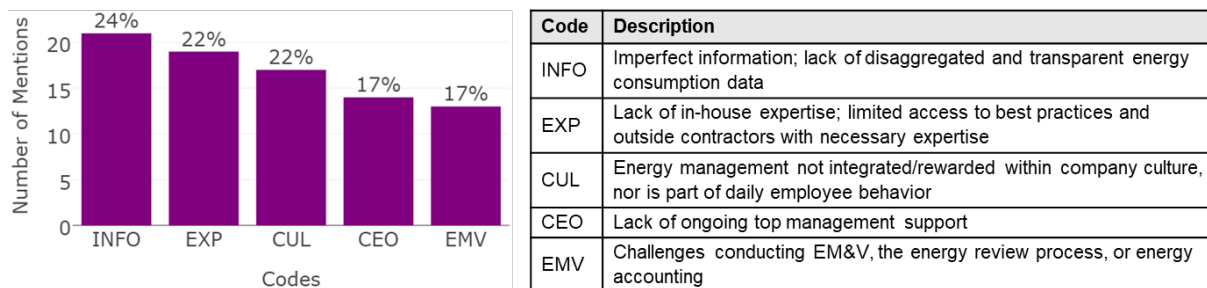 24%
22%
22%
17%
17%
20
15
10
5
0
Number of Mentions
INFO EXP CUL CEO EMV
Codes
Code Description
INFO Imperfect information; lack of disaggregated and transparent energy
consumption data
EXP Lack of in-house expertise; limited access to best practices and
outside contractors with necessary expertise
CUL Energy management not integrated/rewarded within company culture,
nor is part of daily employee behavior
CEO Lack of ongoing top management support
EMV Challenges conducting EM&V, the energy review process, or energy
accounting